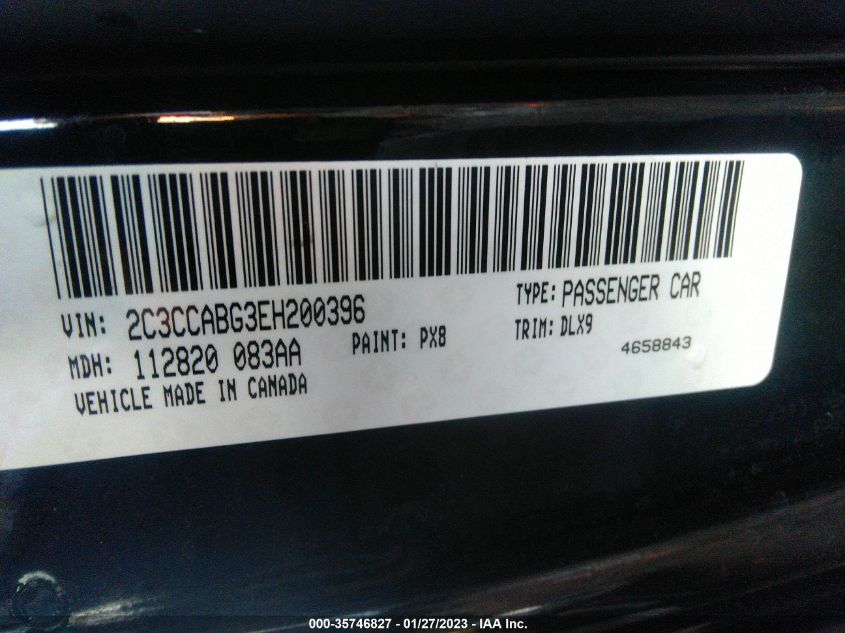 VIN: 2C3CCABG3EH200396
TYPE: PASSENGER CAR
MDH: 112820 083AA
PAINT: PX8
TRIM: DLX9
VEHICLE MADE IN CANADA
4658843
000-35746827 - 01/27/2023 - IAA Inc.